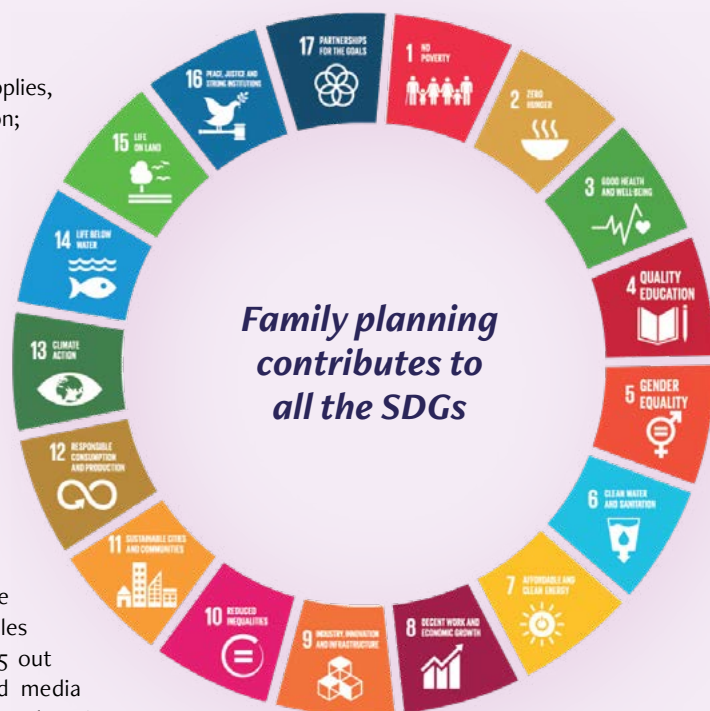 pplies,
on;
Family planning
contributes to
all the SDGs
1 NO
POVERTY
2 ZERO
HUNGER
3 GOOD HEALTH
AND WELL-BEING
4 QUALITY
EDUCATION
5 GENDER
EQUALITY
6 CLEAN WATER
AND SANITATION
7 AFFORDABLE AND
CLEAN ENERGY
8 DECENT WORK AND
ECONOMIC GROWTH
9 INDUSTRY, INNOVATION
AND INFRASTRUCTURE
10 REDUCED
INEQUALITIES
11 SUSTAINABLE CITIES
AND COMMUNITIES
12 RESPONSIBLE
CONSUMPTION
AND PRODUCTION
13 CLIMATE
ACTION
14 LIFE BELOW
WATER
15 LIFE
ON LAND
16 PEACE, JUSTICE AND
STRONG INSTITUTIONS
17 PARTNERSHIPS
FOR THE GOALS
e
les
5 out
d media